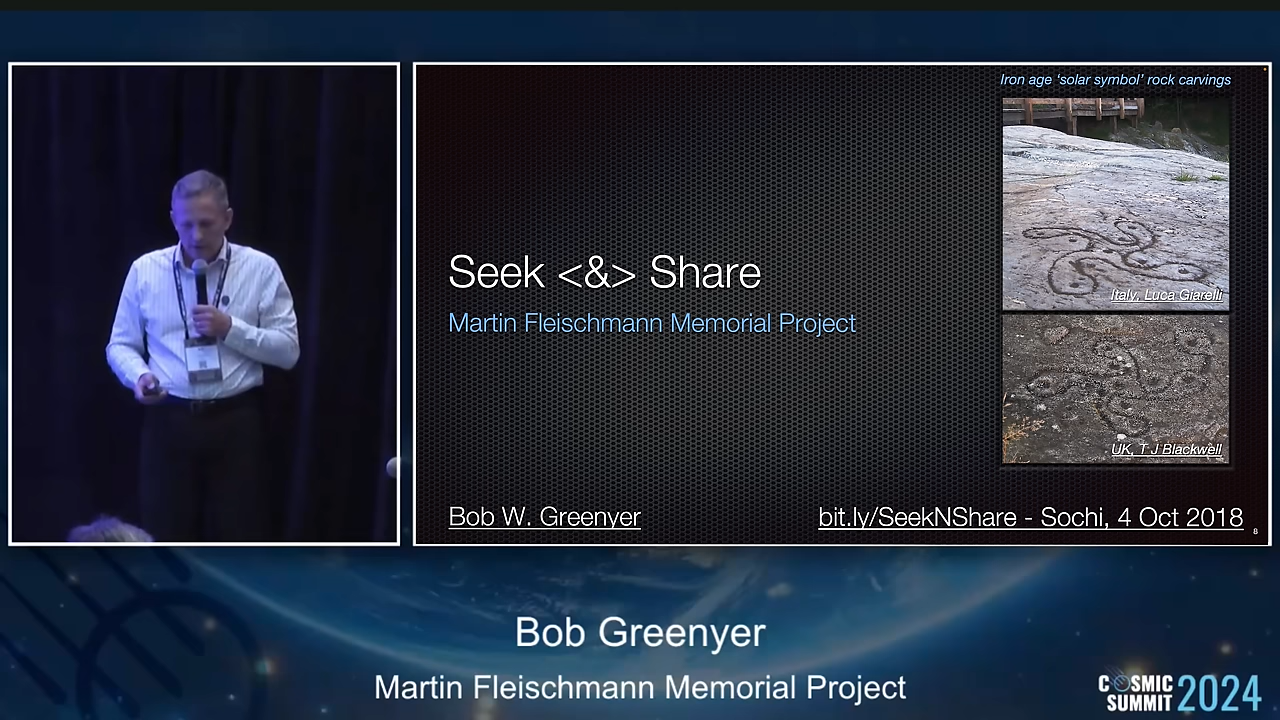 Iron age ‘solar symbol’ rock carvings
Italy, Luca Giarelli
Seek <&> Share
Martin Fleischmann Memorial Project
UK, T J Blackwell
Bob W. Greenyer
bit.ly/SeekNShare - Sochi, 4 Oct 2018
8
Bob Greenyer
Martin Fleischmann Memorial Project
COSMIC
SUMMIT 2024